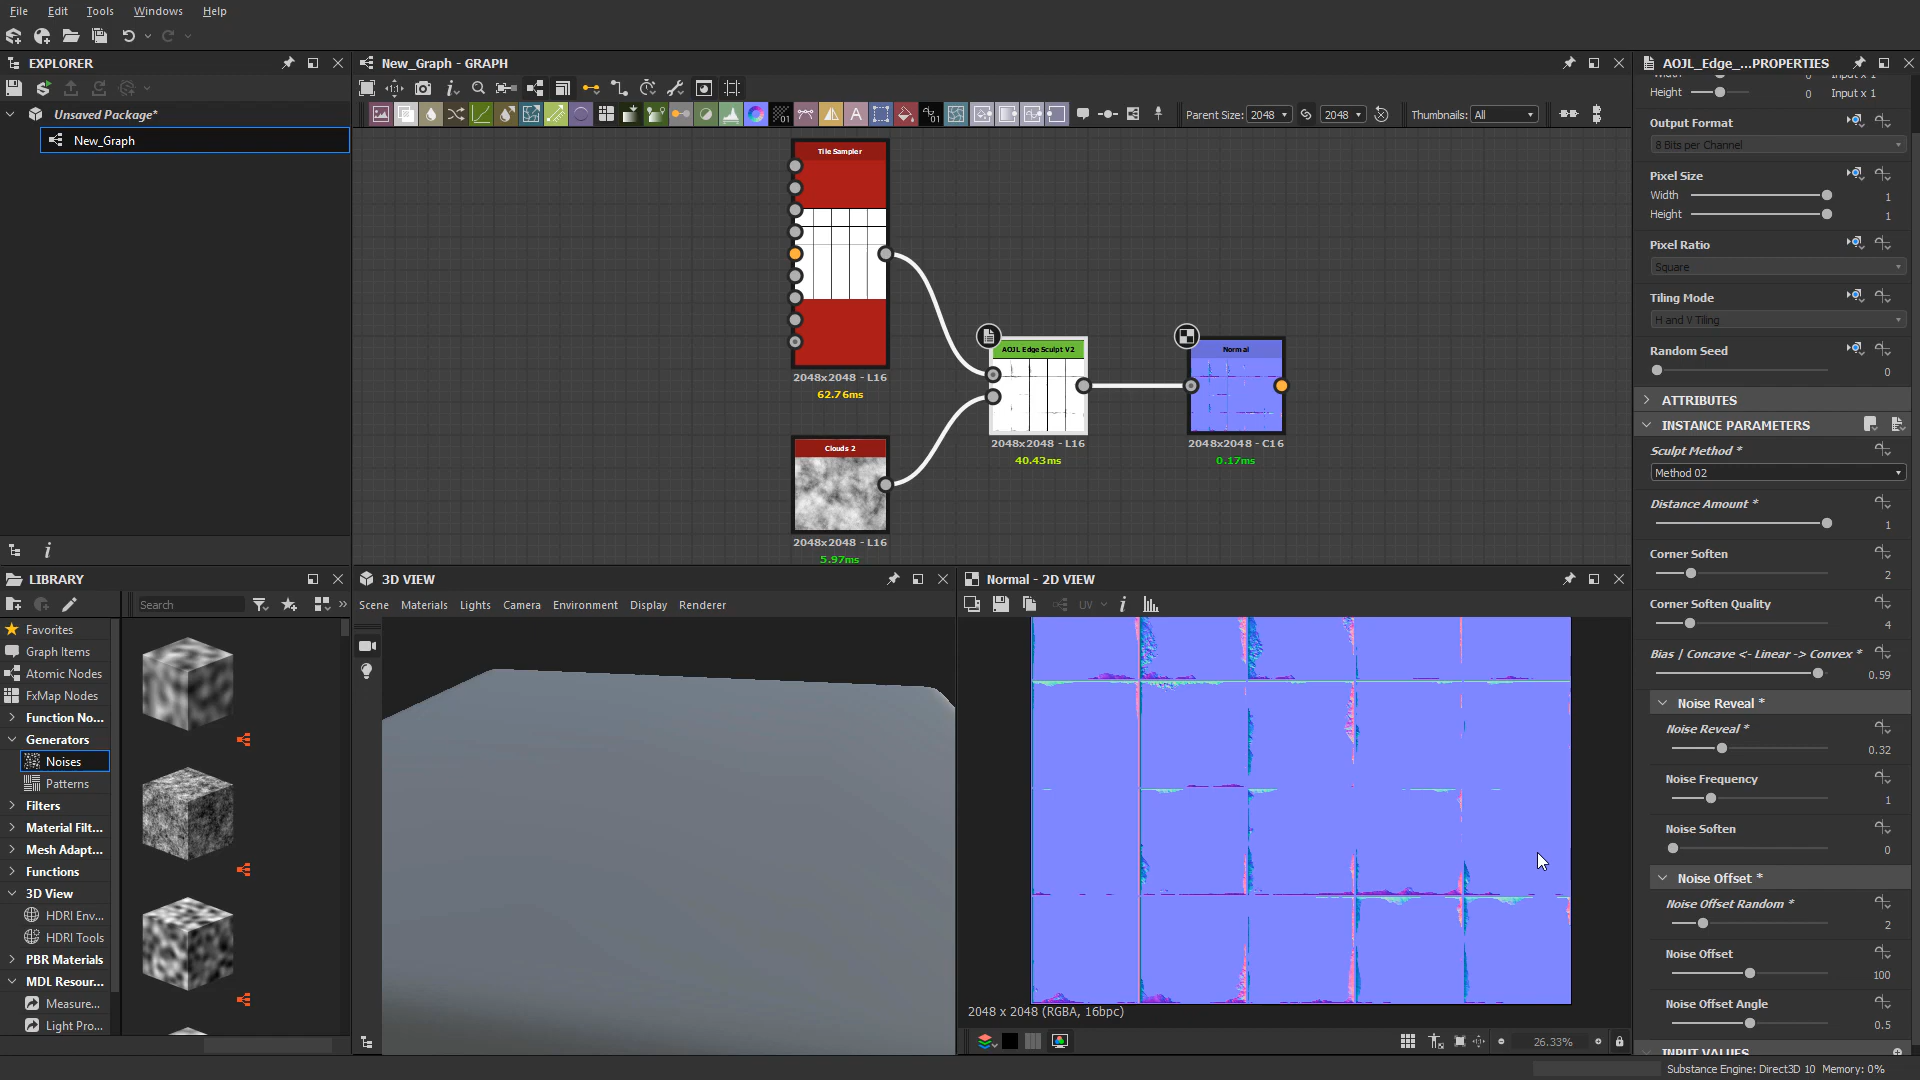 File Edit Tools Windows Help
EXPLORER
Unsaved Package*
New_Graph
New_Graph - GRAPH
Parent Size: 2048 2048 Thumbnails: All
Tile Sampler
2048x2048 - L16
62.76ms
Clouds 2
2048x2048 - L16
5.97ms
AOJL Edge Sculpt V2
2048x2048 - L16
40.43ms
Normal
2048x2048 - C16
0.17ms
LIBRARY
Search
Favorites
Graph Items
Atomic Nodes
FxMap Nodes
Function No...
Generators
Noises
Patterns
Filters
Material Filt...
Mesh Adapt...
Functions
3D View
HDRI Env...
HDRI Tools
PBR Materials
MDL Resour...
Measure...
Light Pro...
3D VIEW
Scene Materials Lights Camera Environment Display Renderer
Normal - 2D VIEW
UV
2048 x 2048 (RGBA, 16bpc)
26.33%
AOJL_Edge_...PROPERTIES
Width 0 Input x 1
Height 0 Input x 1
Output Format
8 Bits per Channel
Pixel Size
Width 1
Height 1
Pixel Ratio
Square
Tiling Mode
H and V Tiling
Random Seed
0
ATTRIBUTES
INSTANCE PARAMETERS
Sculpt Method *
Method 02
Distance Amount *
1
Corner Soften
2
Corner Soften Quality
4
Bias | Concave <- Linear -> Convex *
0.59
Noise Reveal *
Noise Reveal *
0.32
Noise Frequency
1
Noise Soften
0
Noise Offset *
Noise Offset Random *
2
Noise Offset
100
Noise Offset Angle
0.5
INPUT VALUES
Substance Engine: Direct3D 10 Memory: 0%